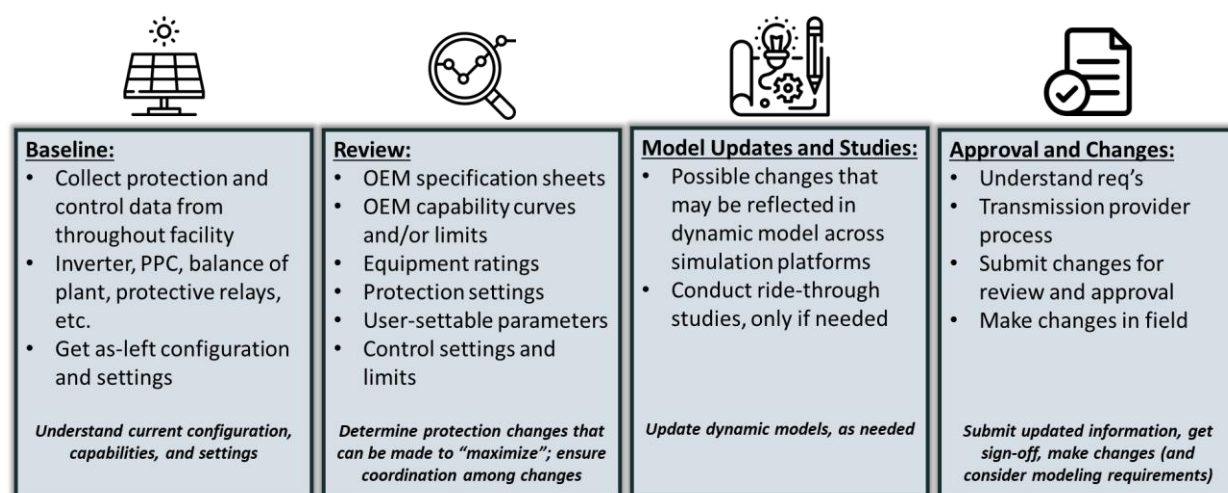 Baseline:
• Collect protection and
control data from
throughout facility
• Inverter, PPC, balance of
plant, protective relays,
etc.
• Get as-left configuration
and settings
Understand current configuration,
capabilities, and settings
Review:
• OEM specification sheets
• OEM capability curves
and/or limits
• Equipment ratings
• Protection settings
• User-settable parameters
• Control settings and
limits
Determine protection changes that
can be made to “maximize”; ensure
coordination among changes
Model Updates and Studies:
• Possible changes that
may be reflected in
dynamic model across
simulation platforms
• Conduct ride-through
studies, only if needed
Update dynamic models, as needed
Approval and Changes:
• Understand req’s
• Transmission provider
process
• Submit changes for
review and approval
• Make changes in field
Submit updated information, get
sign-off, make changes (and
consider modeling requirements)